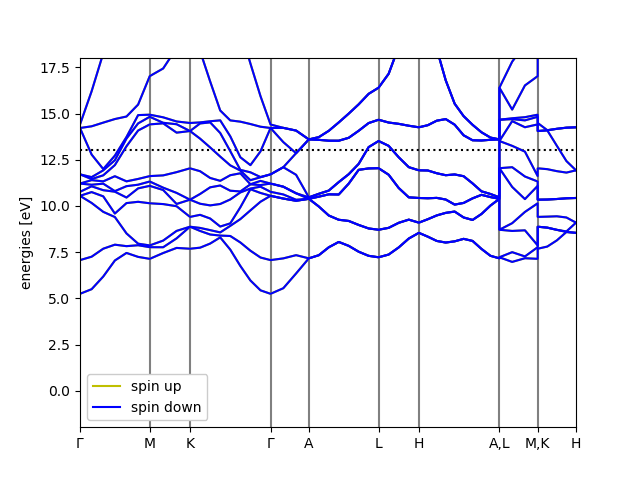 17.5
15.0
12.5
10.0
7.5
5.0
2.5
0.0
energies [eV]
spin up
spin down
Γ M K Γ A L H A,L M,K H